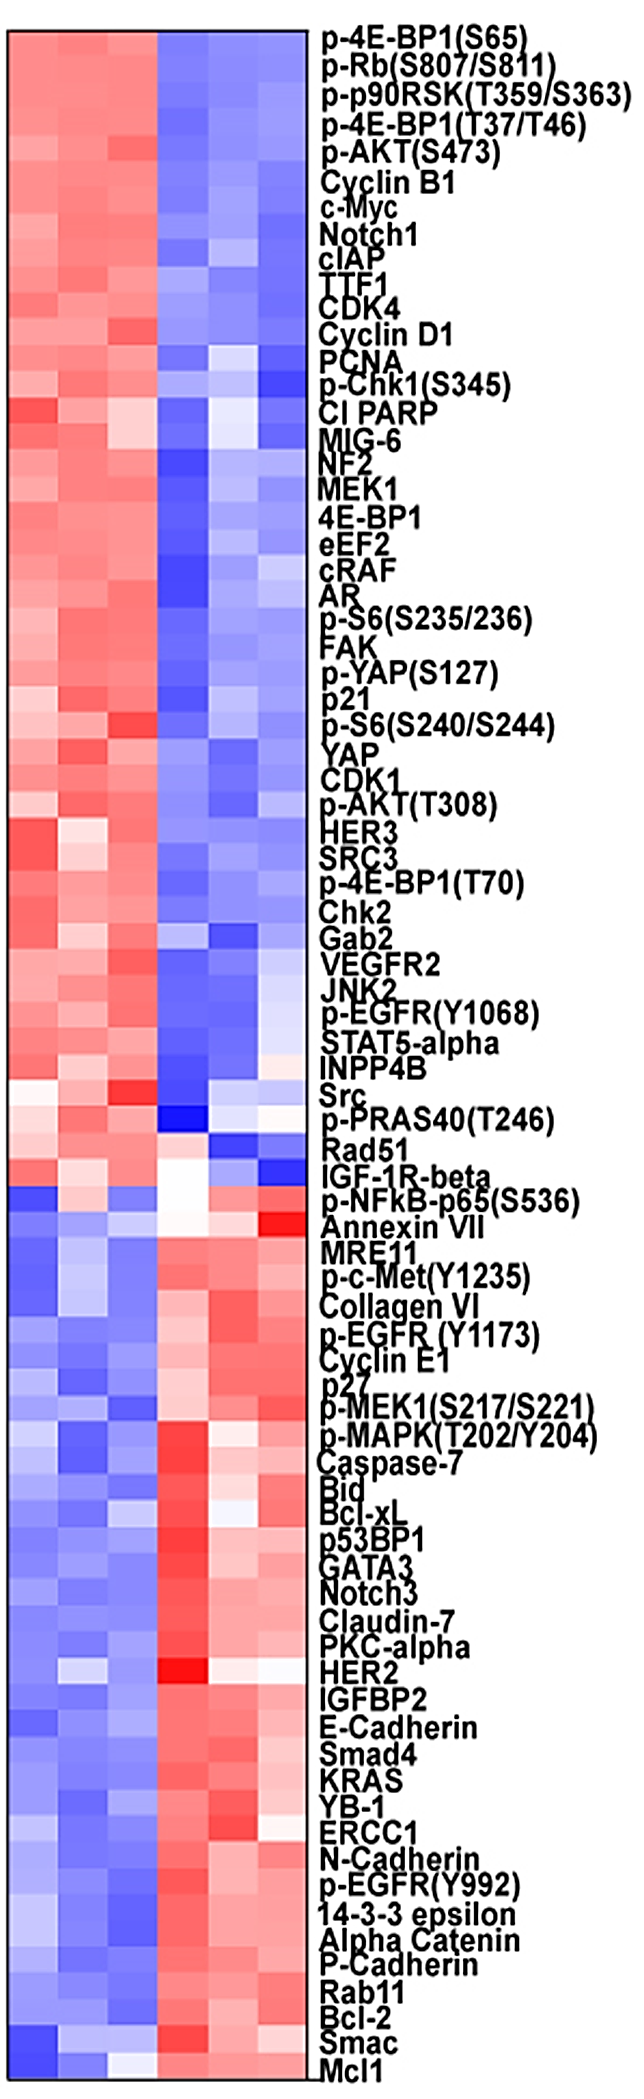 p-4E-BP1(S65)
p-Rb(S807/S811)
p-p90RSK(T359/S363)
p-4E-BP1(T37/T46)
p-AKT(S473)
Cyclin B1
c-Myc
Notch1
cIAP
TTF1
CDK4
Cyclin D1
PCNA
p-Chk1(S345)
Cl PARP
MIG-6
NF2
MEK1
4E-BP1
eEF2
cRAF
AR
p-S6(S235/236)
FAK
p-YAP(S127)
p21
p-S6(S240/S244)
YAP
CDK1
p-AKT(T308)
HER3
SRC3
p-4E-BP1(T70)
Chk2
Gab2
VEGFR2
JNK2
p-EGFR(Y1068)
STAT5-alpha
INPP4B
Src
p-PRAS40(T246)
Rad51
IGF-1R-beta
p-NFkB-p65(S536)
Annexin VII
MRE11
p-c-Met(Y1235)
Collagen VI
p-EGFR (Y1173)
Cyclin E1
p27
p-MEK1(S217/S221)
p-MAPK(T202/Y204)
Caspase-7
Bid
Bcl-xL
p53BP1
GATA3
Notch3
Claudin-7
PKC-alpha
HER2
IGFBP2
E-Cadherin
Smad4
KRAS
YB-1
ERCC1
N-Cadherin
p-EGFR(Y992)
14-3-3 epsilon
Alpha Catenin
P-Cadherin
Rab11
Bcl-2
Smac
Mcl1